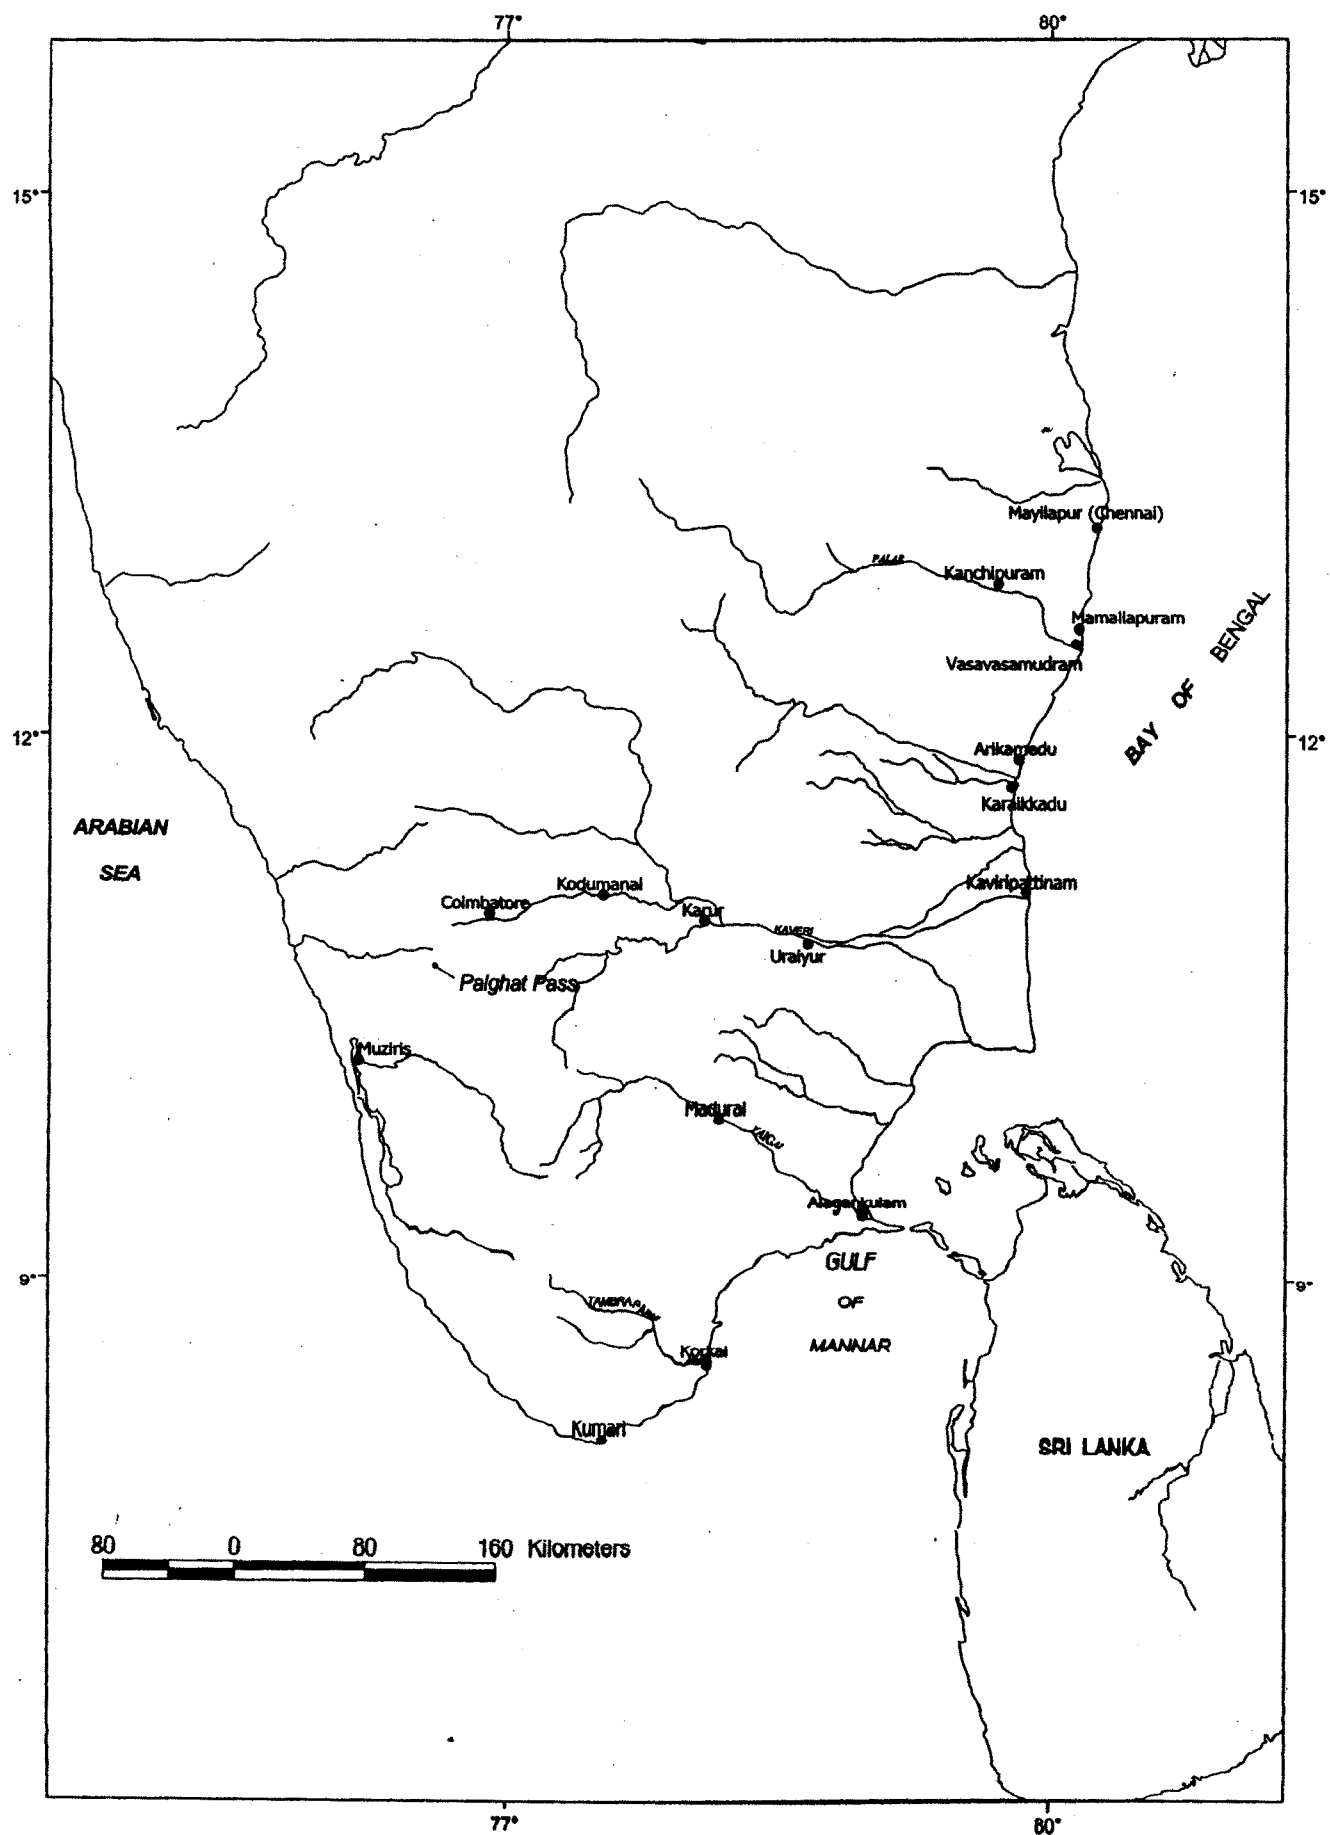 77°
80°
15°
15°
Mayilapur (Chennai)
PALAR
Kanchipuram
Mamallapuram
Vasavasamudram
BAY OF BENGAL
12°
12°
Arikamedu
Karaikkadu
ARABIAN
SEA
Kodumanal
Kaviripattinam
Coimbatore
Karur
KAVERI
Uraiyur
Palghat Pass
Muziris
Madurai
VAIGAI
Alagankulam
GULF
OF
MANNAR
9°
9°
TAMBRAPARNI
Korkai
Kumari
SRI LANKA
80 0 80 160 Kilometers
77°
80°